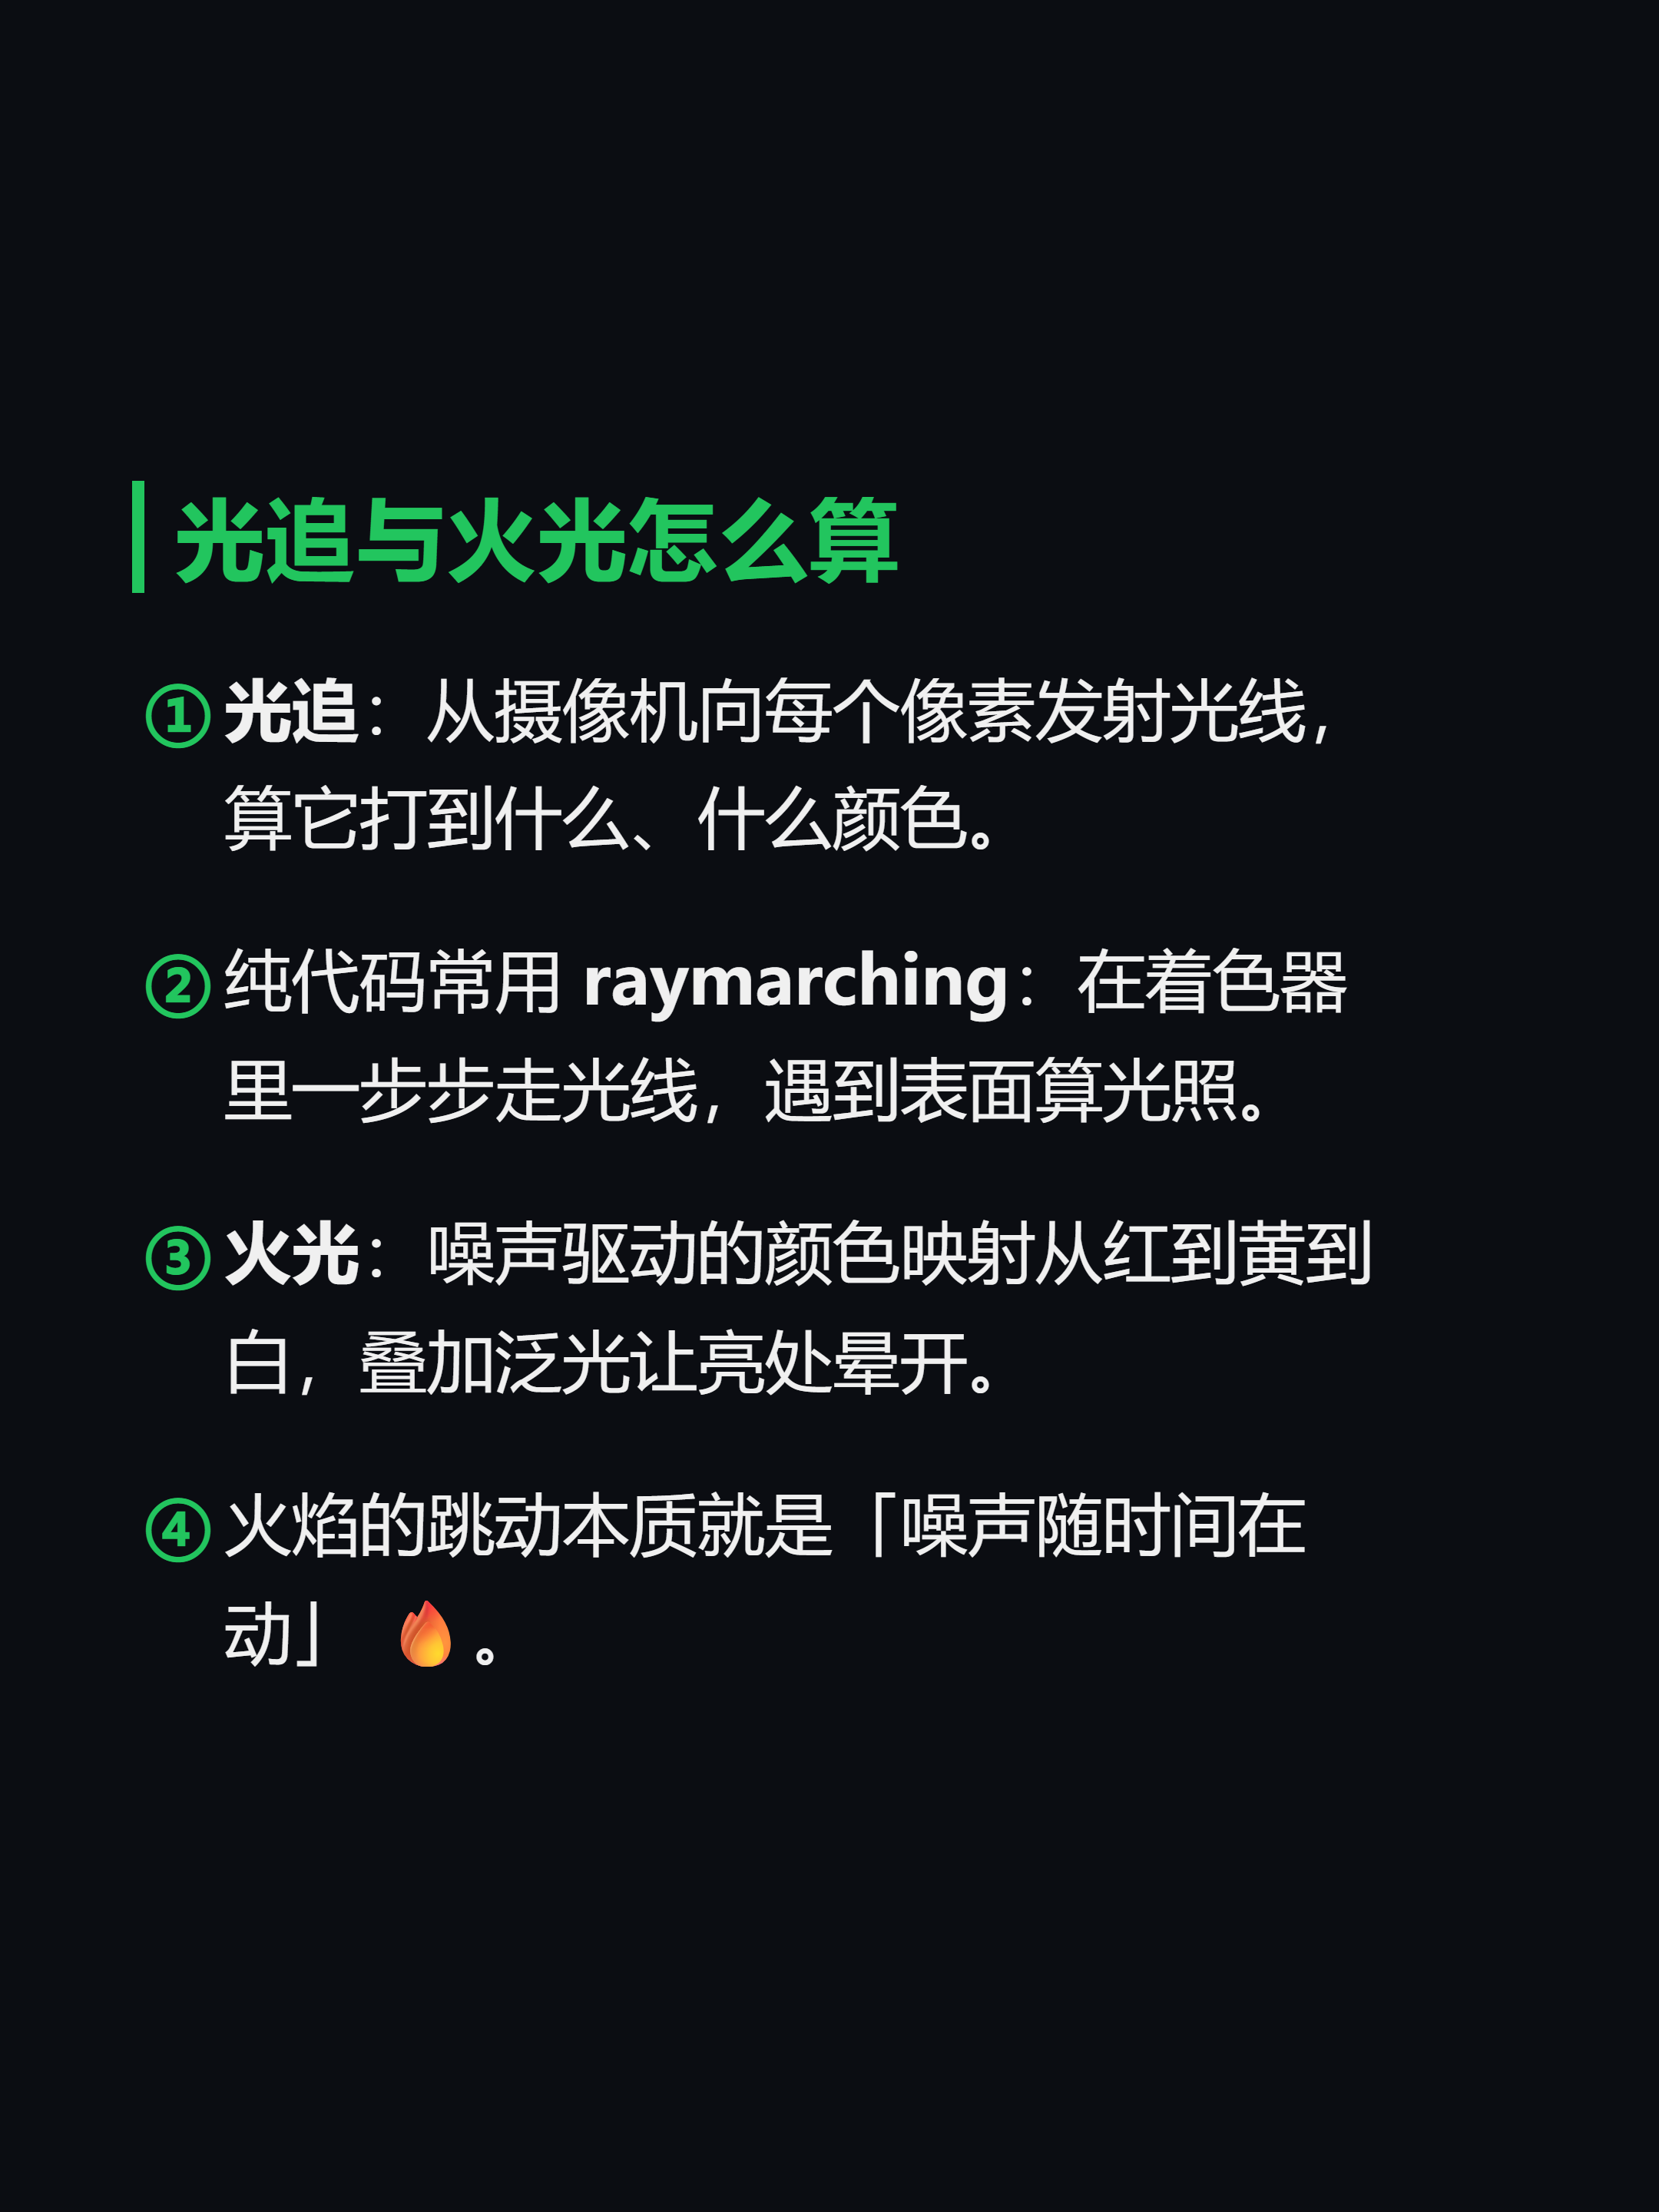 光追与火光怎么算
① 光追：从摄像机向每个像素发射光线，
算它打到什么、什么颜色。
② 纯代码常用 raymarching：在着色器
里一步步走光线，遇到表面算光照。
③ 火光：噪声驱动的颜色映射从红到黄到
白，叠加泛光让亮处晕开。
④ 火焰的跳动本质就是「噪声随时间在
动」 🔥 。